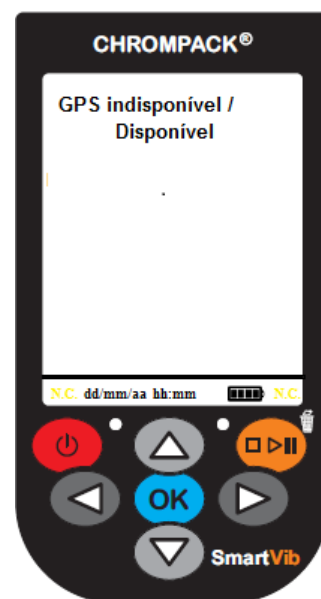 CHROMPACK®
GPS indisponível /
Disponível
N.C. dd/mm/aa hh:mm N.C.
OK
SmartVib